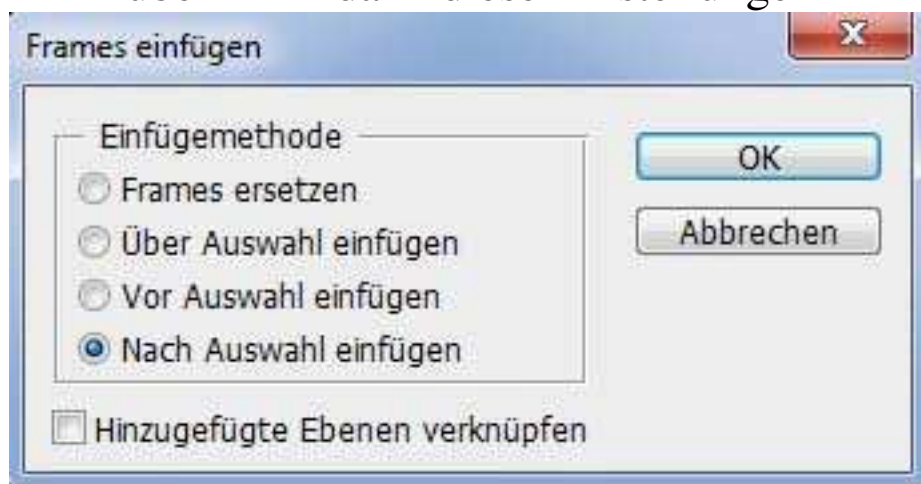 Frames einfügen
Einfügemethode
Frames ersetzen
Über Auswahl einfügen
Vor Auswahl einfügen
Nach Auswahl einfügen
Hinzugefügte Ebenen verknüpfen
OK
Abbrechen